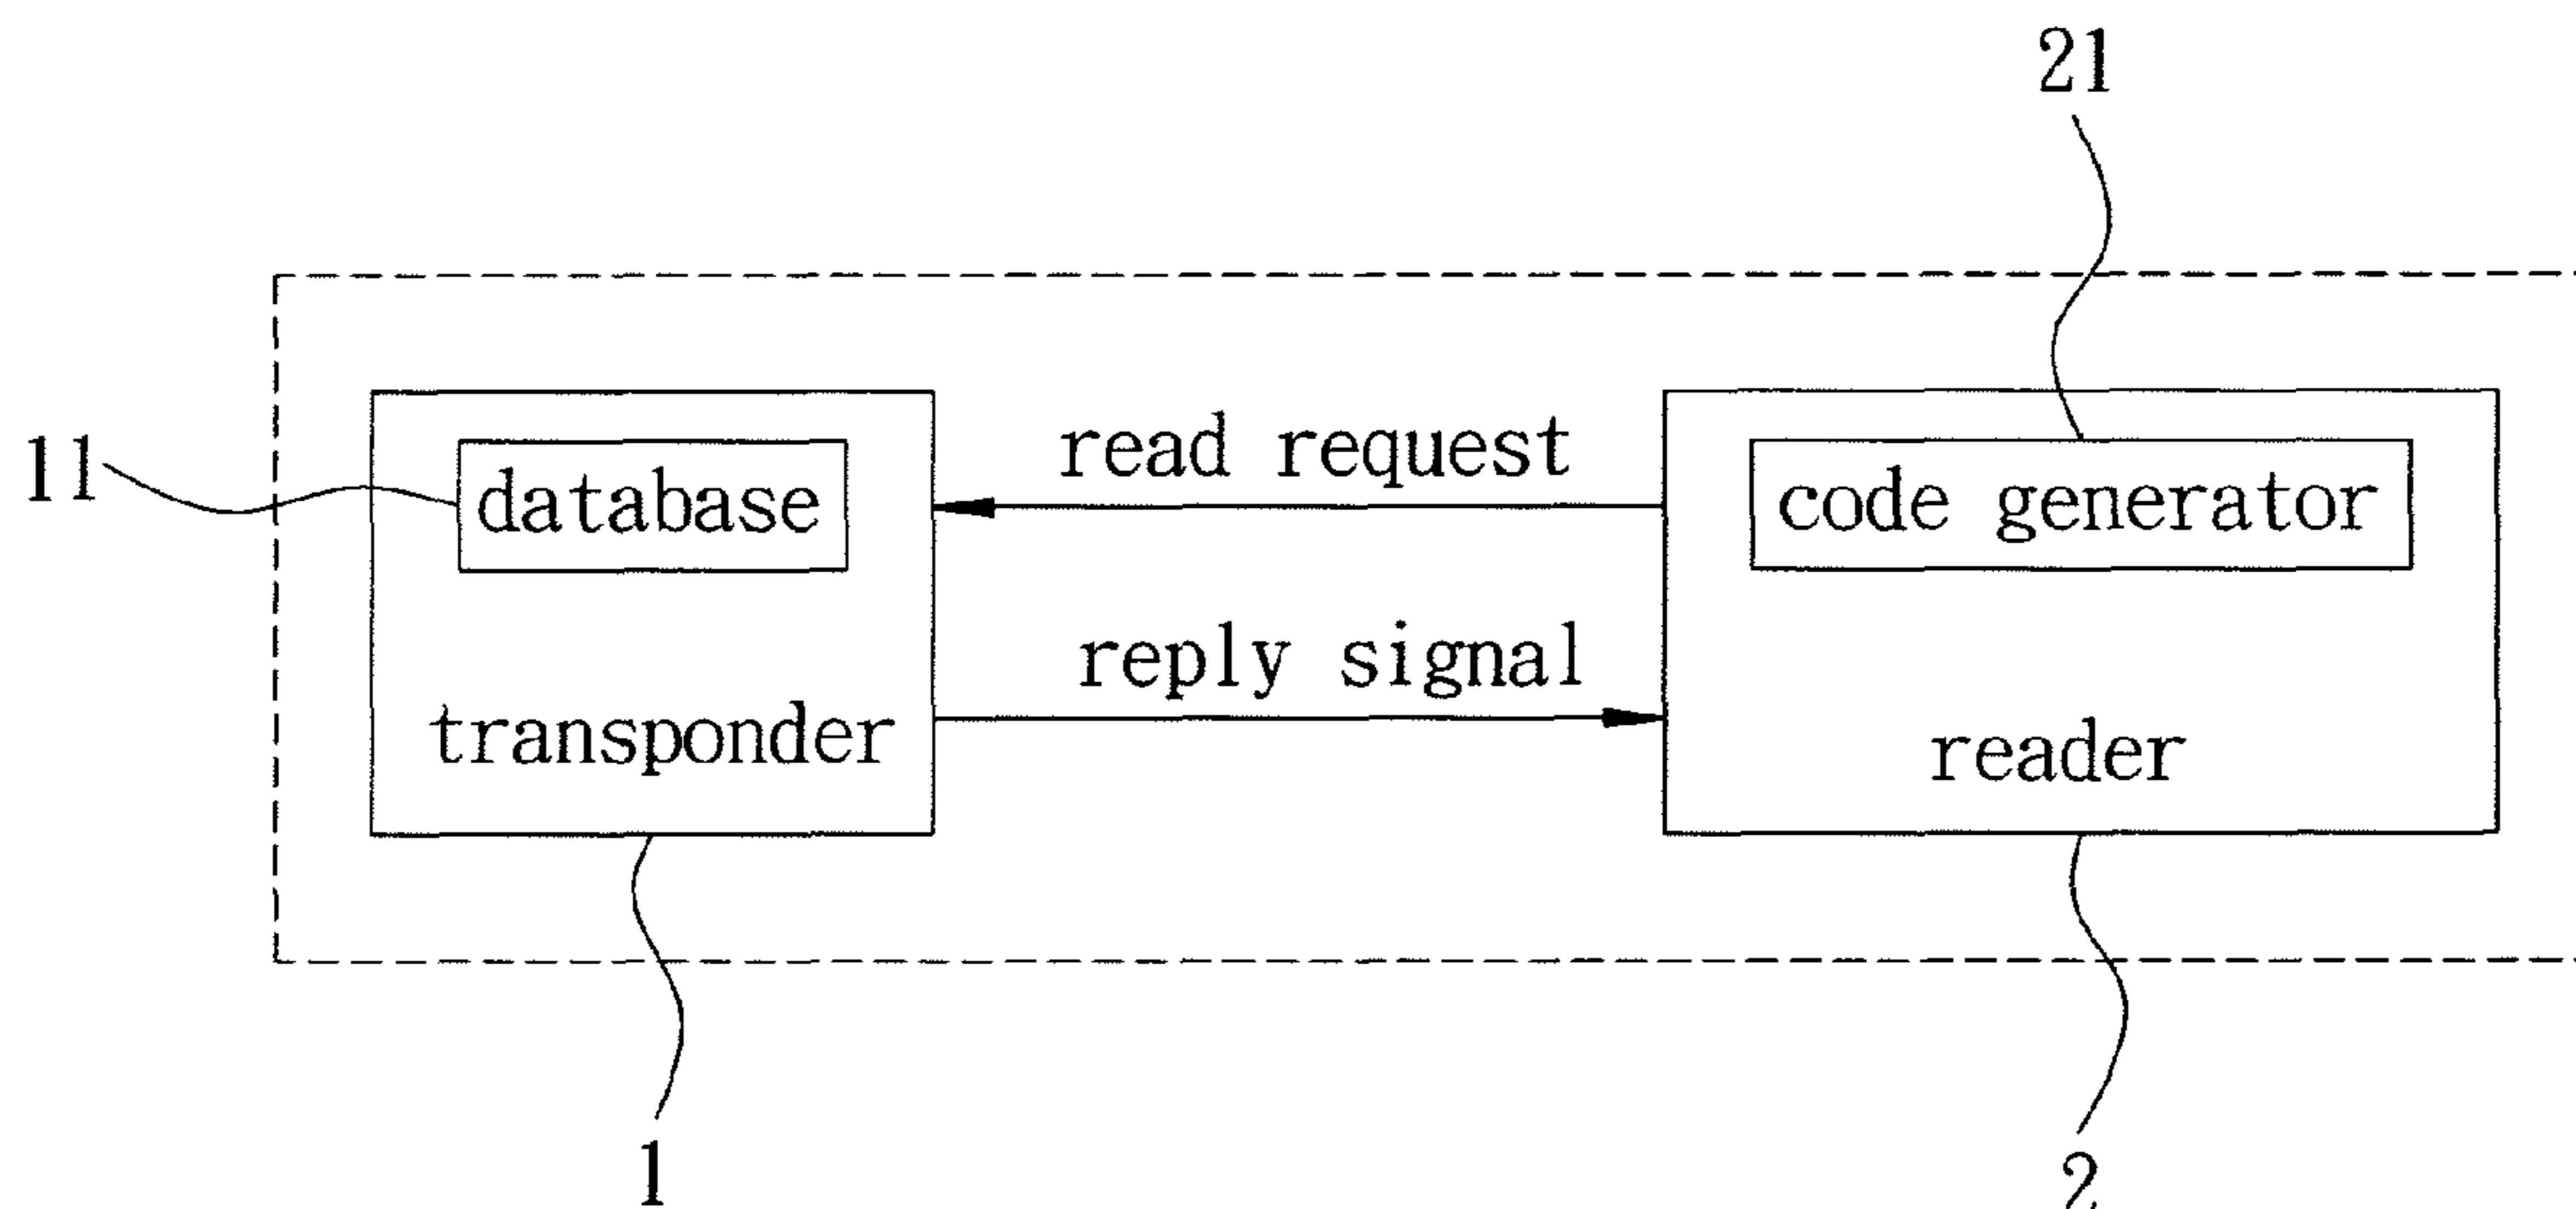 21
read request
11
database
code generator
reply signal
transponder
reader
1
2